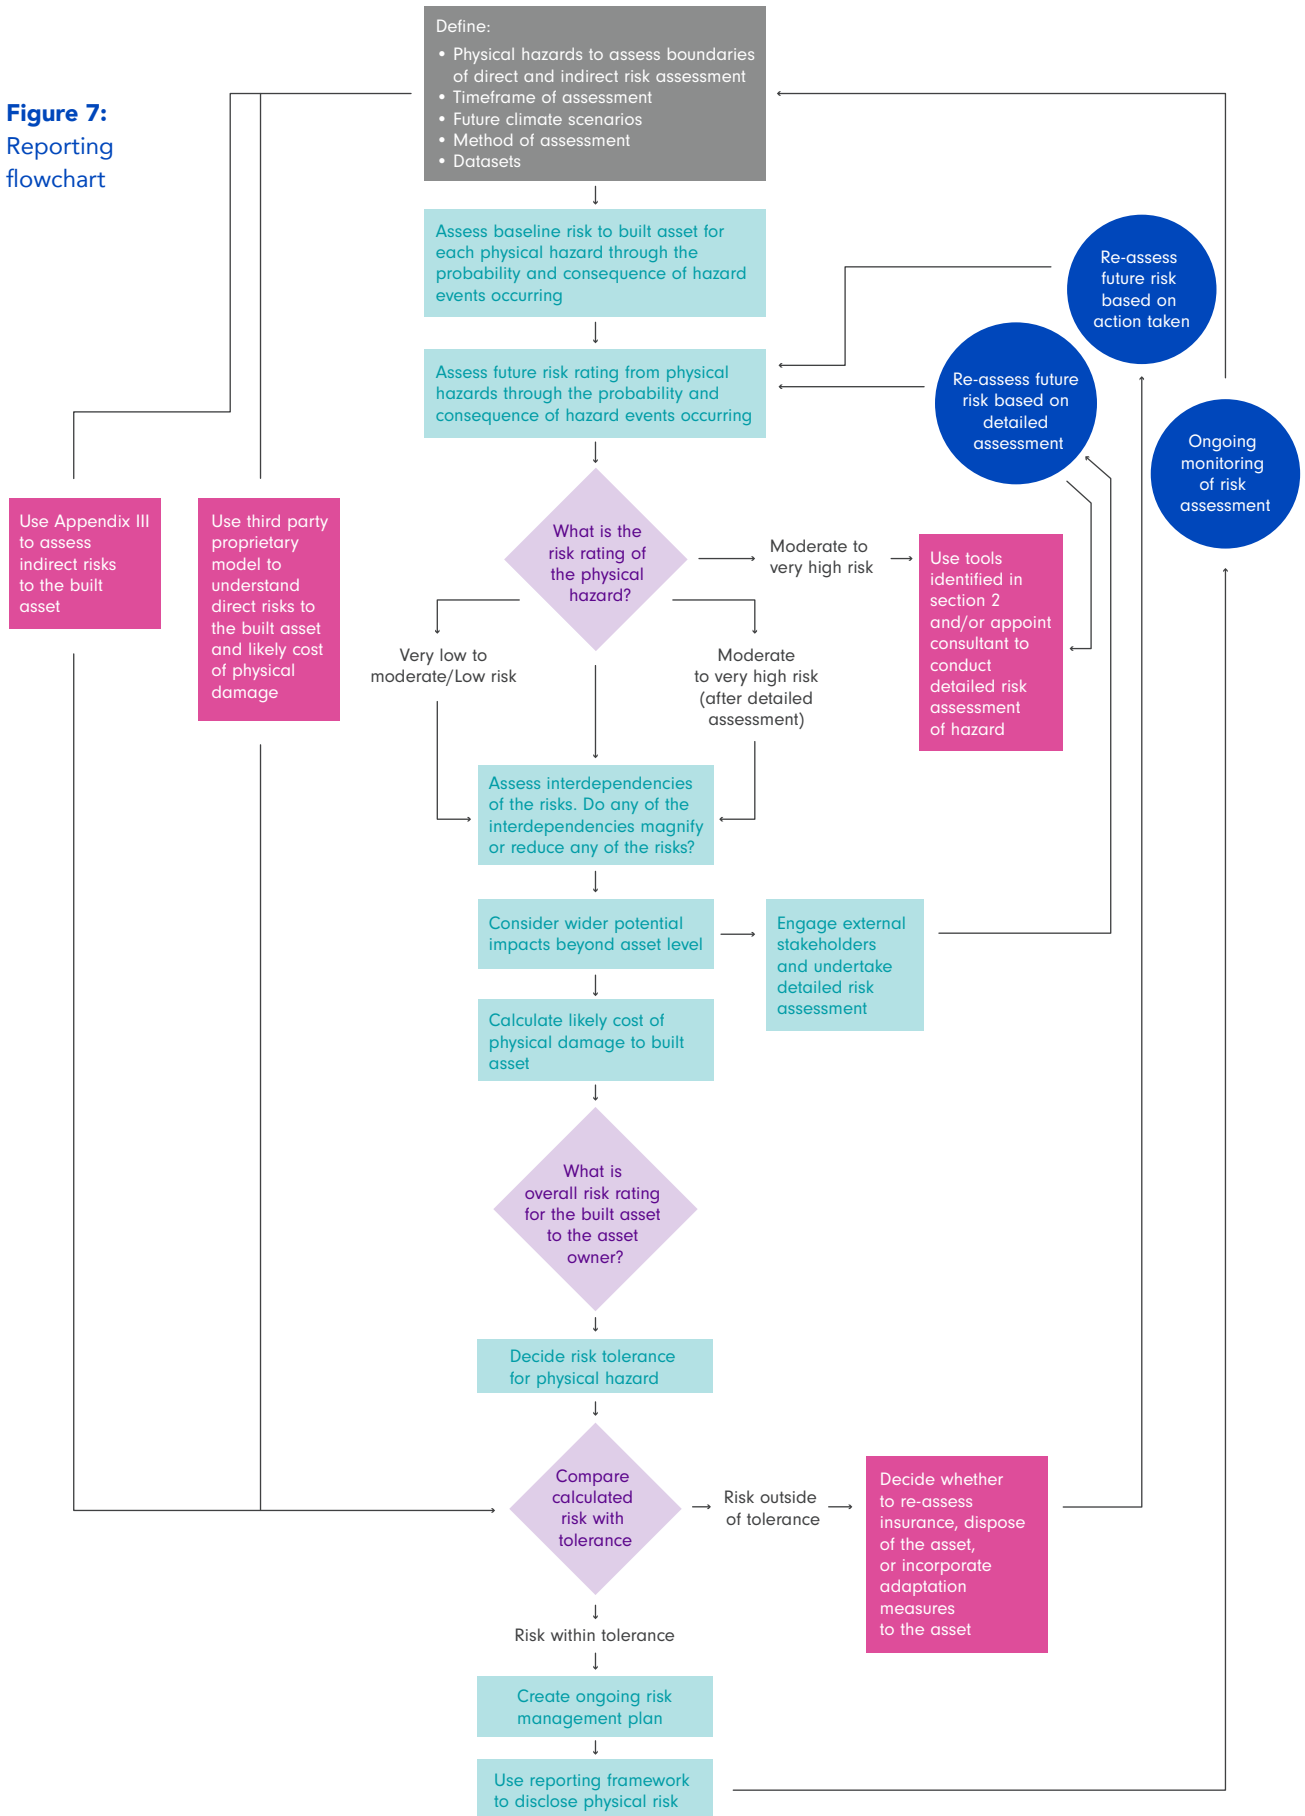 Figure 7:
Reporting
flowchart
Define:
• Physical hazards to assess boundaries
of direct and indirect risk assessment
• Timeframe of assessment
• Future climate scenarios
• Method of assessment
• Datasets
Assess baseline risk to built asset for
each physical hazard through the
probability and consequence of hazard
events occurring
Re-assess
future risk
based on
action taken
Assess future risk rating from physical
hazards through the probability and
consequence of hazard events occurring
Re-assess future
risk based on
detailed
assessment
Ongoing
monitoring
of risk
assessment
Use Appendix III
to assess
indirect risks
to the built
asset
Use third party
proprietary
model to
understand
direct risks to
the built asset
and likely cost
of physical
damage
What is the
risk rating of
the physical
hazard?
Moderate to
very high risk
Use tools
identified in
section 2
and/or appoint
consultant to
conduct
detailed risk
assessment
of hazard
Very low to
moderate/Low risk
Moderate
to very high risk
(after detailed
assessment)
Assess interdependencies
of the risks. Do any of the
interdependencies magnify
or reduce any of the risks?
Consider wider potential
impacts beyond asset level
Engage external
stakeholders
and undertake
detailed risk
assessment
Calculate likely cost of
physical damage to built
asset
What is
overall risk rating
for the built asset
to the asset
owner?
Decide risk tolerance
for physical hazard
Compare
calculated
risk with
tolerance
Risk outside
of tolerance
Decide whether
to re-assess
insurance, dispose
of the asset,
or incorporate
adaptation
measures
to the asset
Risk within tolerance
Create ongoing risk
management plan
Use reporting framework
to disclose physical risk